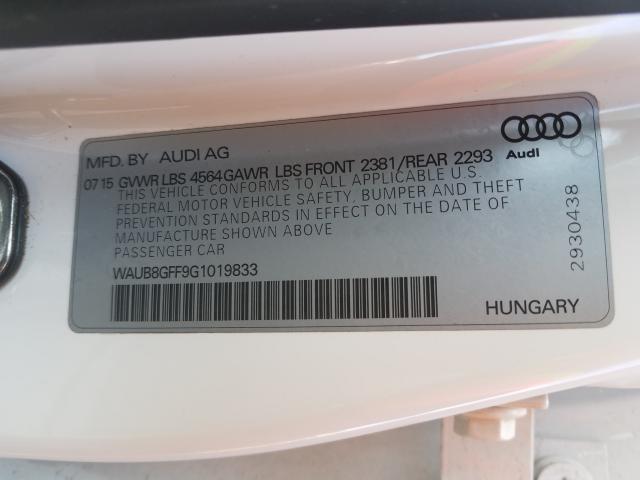 MFD. BY AUDI AG
Audi
0715 GVWR LBS 4564 GAWR LBS FRONT 2381/REAR 2293
THIS VEHICLE CONFORMS TO ALL APPLICABLE U.S.
FEDERAL MOTOR VEHICLE SAFETY, BUMPER AND THEFT
PREVENTION STANDARDS IN EFFECT ON THE DATE OF
MANUFACTURE SHOWN ABOVE
PASSENGER CAR
WAUB8GFF9G1019833
HUNGARY
2930438